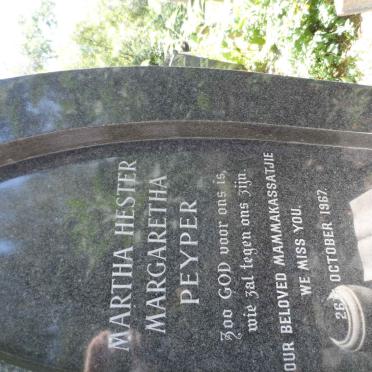 MARTHA HESTER
MARGARETHA
PEYPER
Zoo GOD voor ons is,
wie zal tegen ons zijn.
OUR BELOVED MAMMAKASSATJIE
WE MISS YOU.
26 OCTOBER 1967.